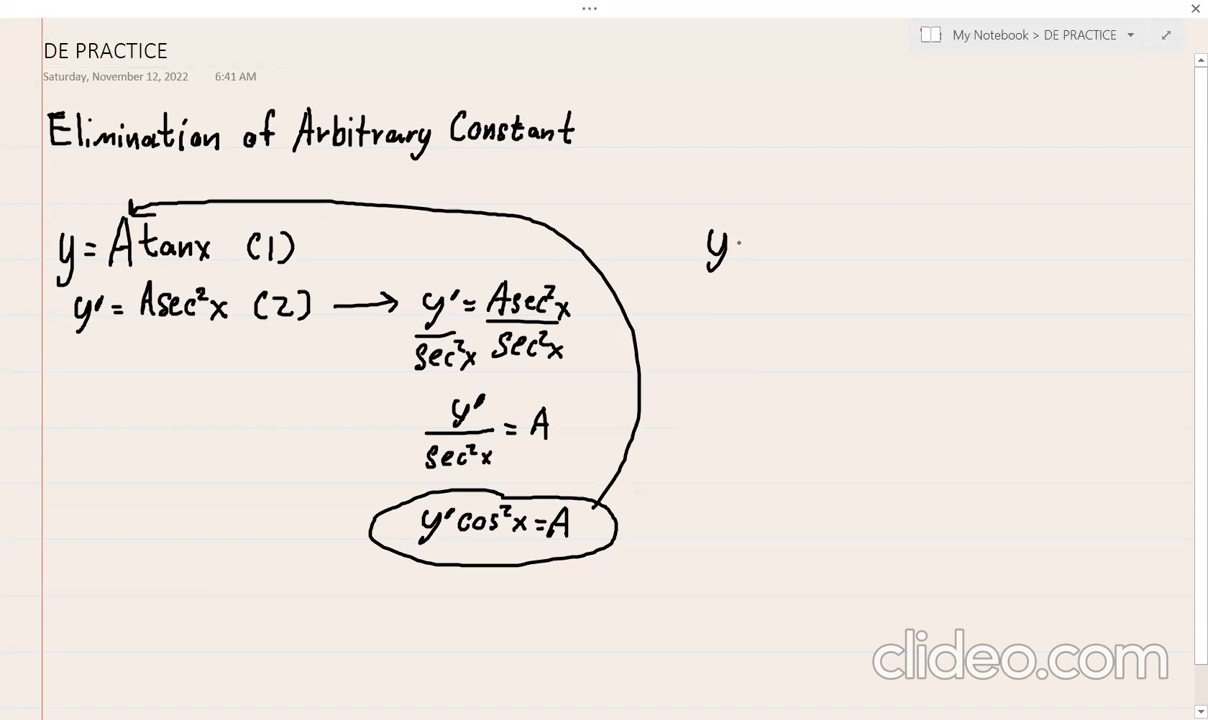 My Notebook > DE PRACTICE
DE PRACTICE
Saturday, November 12, 2022 6:41 AM
Elimination of Arbitrary Constant
y = A tanx (1)
y' = Asec²x (2) → y'/sec²x = Asec²x/sec²x
y'/sec²x = A
y'cos²x = A
y
clideo.com